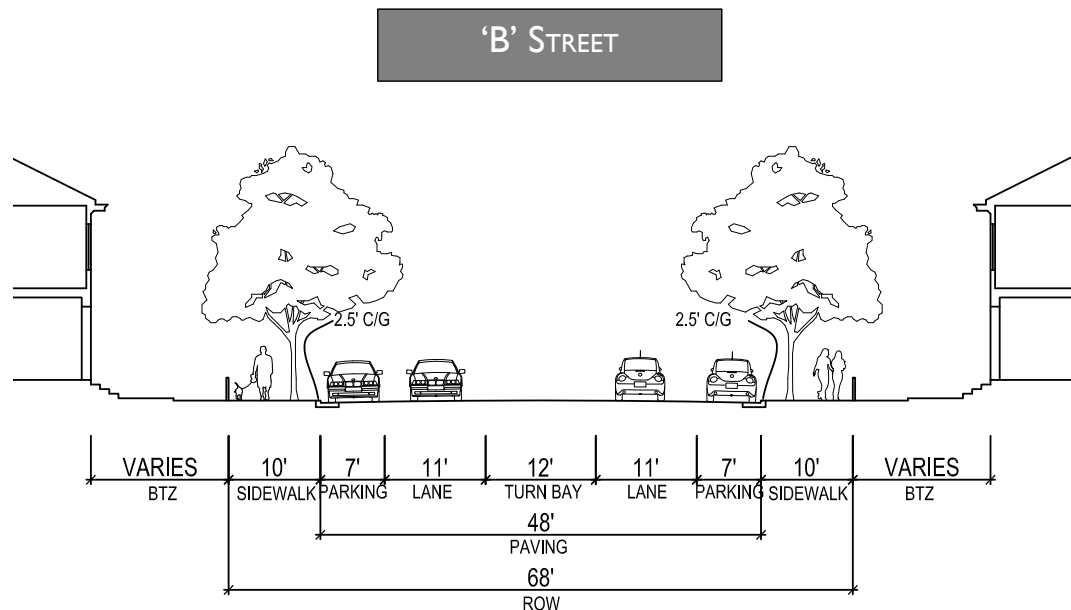 ‘B’ STREET
2.5' C/G 2.5' C/G
VARIES 10' 7' 11' 12' 11' 7' 10' VARIES
BTZ SIDEWALK PARKING LANE TURN BAY LANE PARKING SIDEWALK BTZ
48'
PAVING
68'
ROW